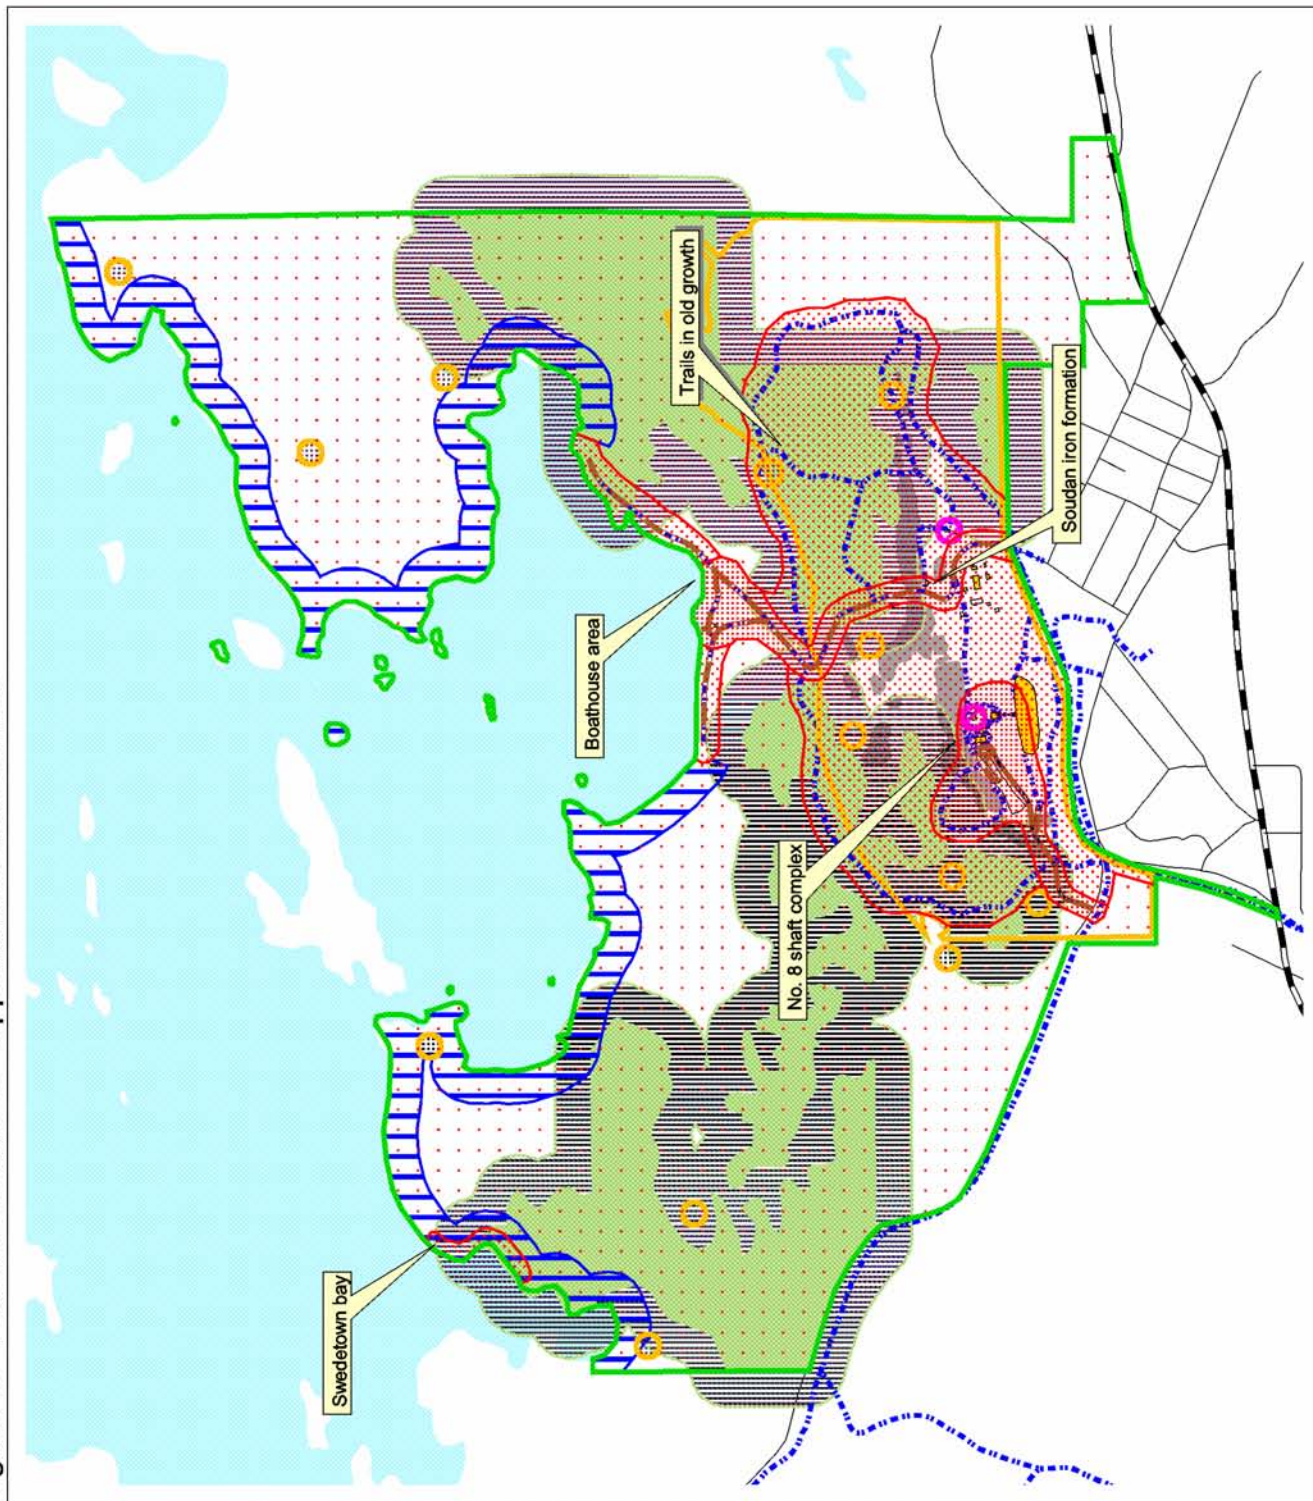 Swedetown bay
No. 8 shaft complex
Boathouse area
Trails in old growth
Soudan iron formation